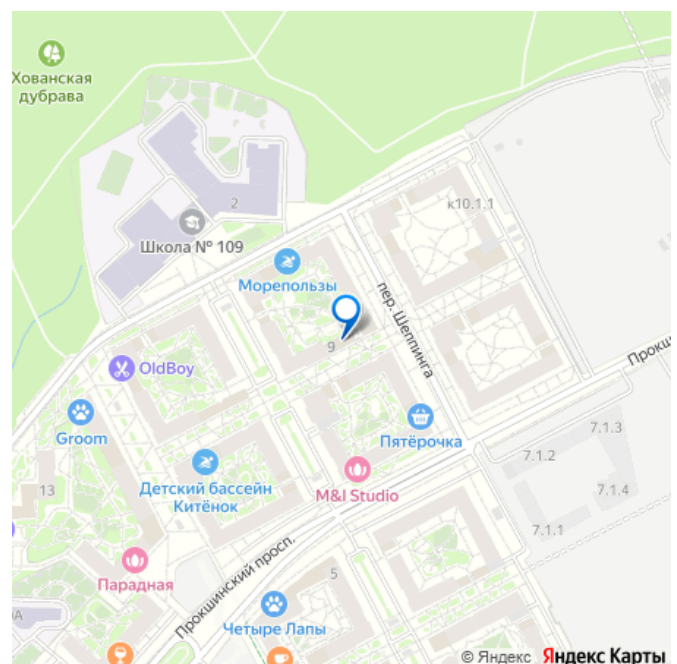 Хованская
дубрава
2
к10.1.1
Школа № 109
Морепользы
пер. Шеппинга
9
Прокш
OldBoy
Groom
Пятёрочка
7.1.3
7.1.2
Детский бассейн
Китёнок
M&I Studio
7.1.4
13
7.1.1
Прокшинский просп.
Парадная
5
Четыре Лапы
© Яндекс Яндекс Карты